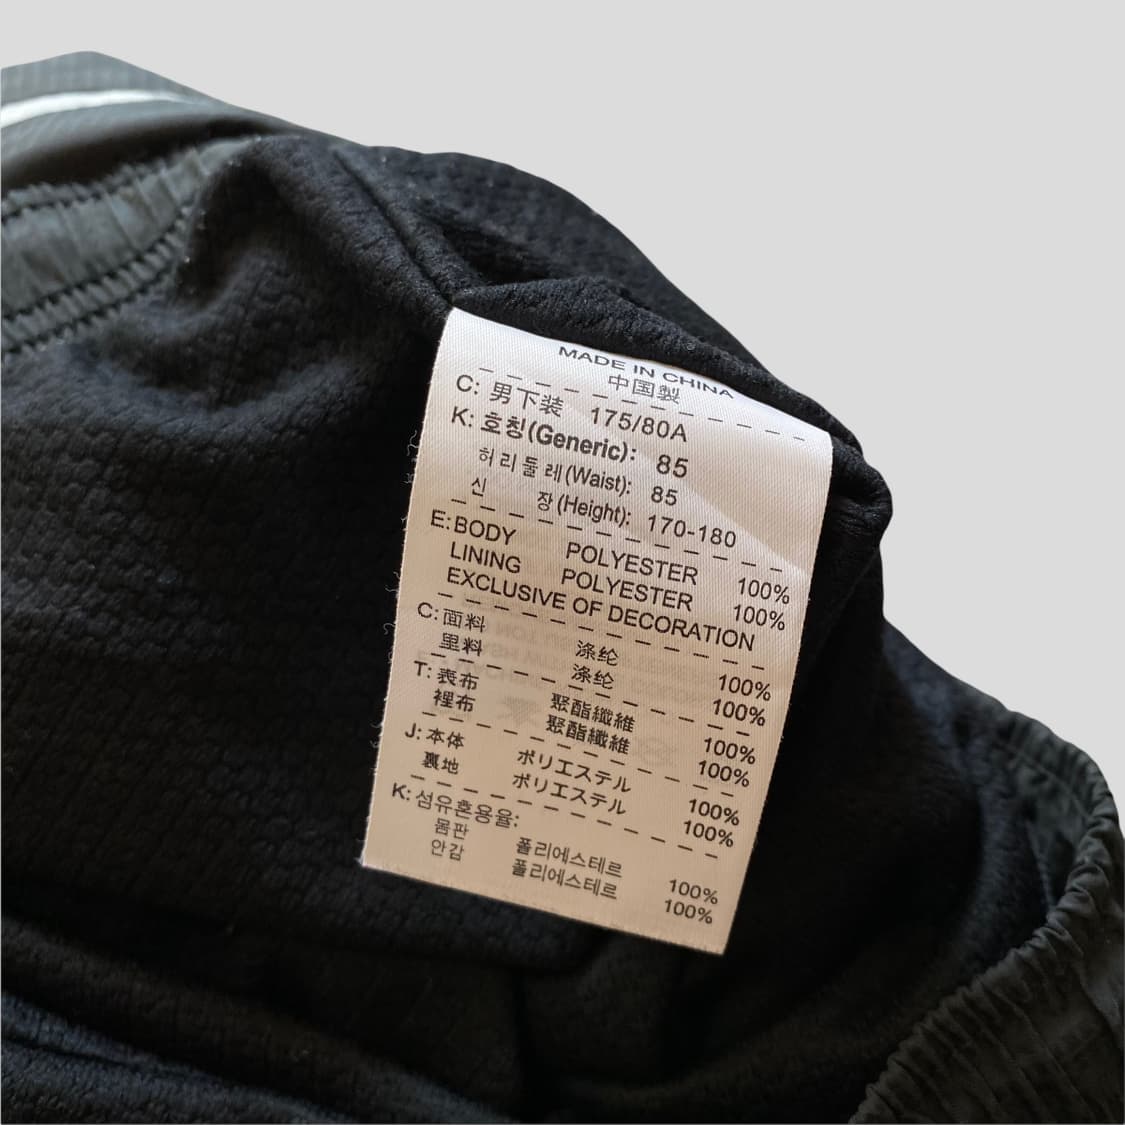 MADE IN CHINA
中国製
C: 男下装 175/80A
K: 호칭(Generic): 85
허리둘레(Waist): 85
신 장(Height): 170-180
E: BODY POLYESTER 100%
LINING POLYESTER 100%
EXCLUSIVE OF DECORATION
C: 面料 涤纶 100%
里料 涤纶 100%
T: 表布 聚酯纖維 100%
裡布 聚酯纖維 100%
J: 本体 ポリエステル 100%
裏地 ポリエステル 100%
K: 섬유혼용율:
몸판 폴리에스테르 100%
안감 폴리에스테르 100%